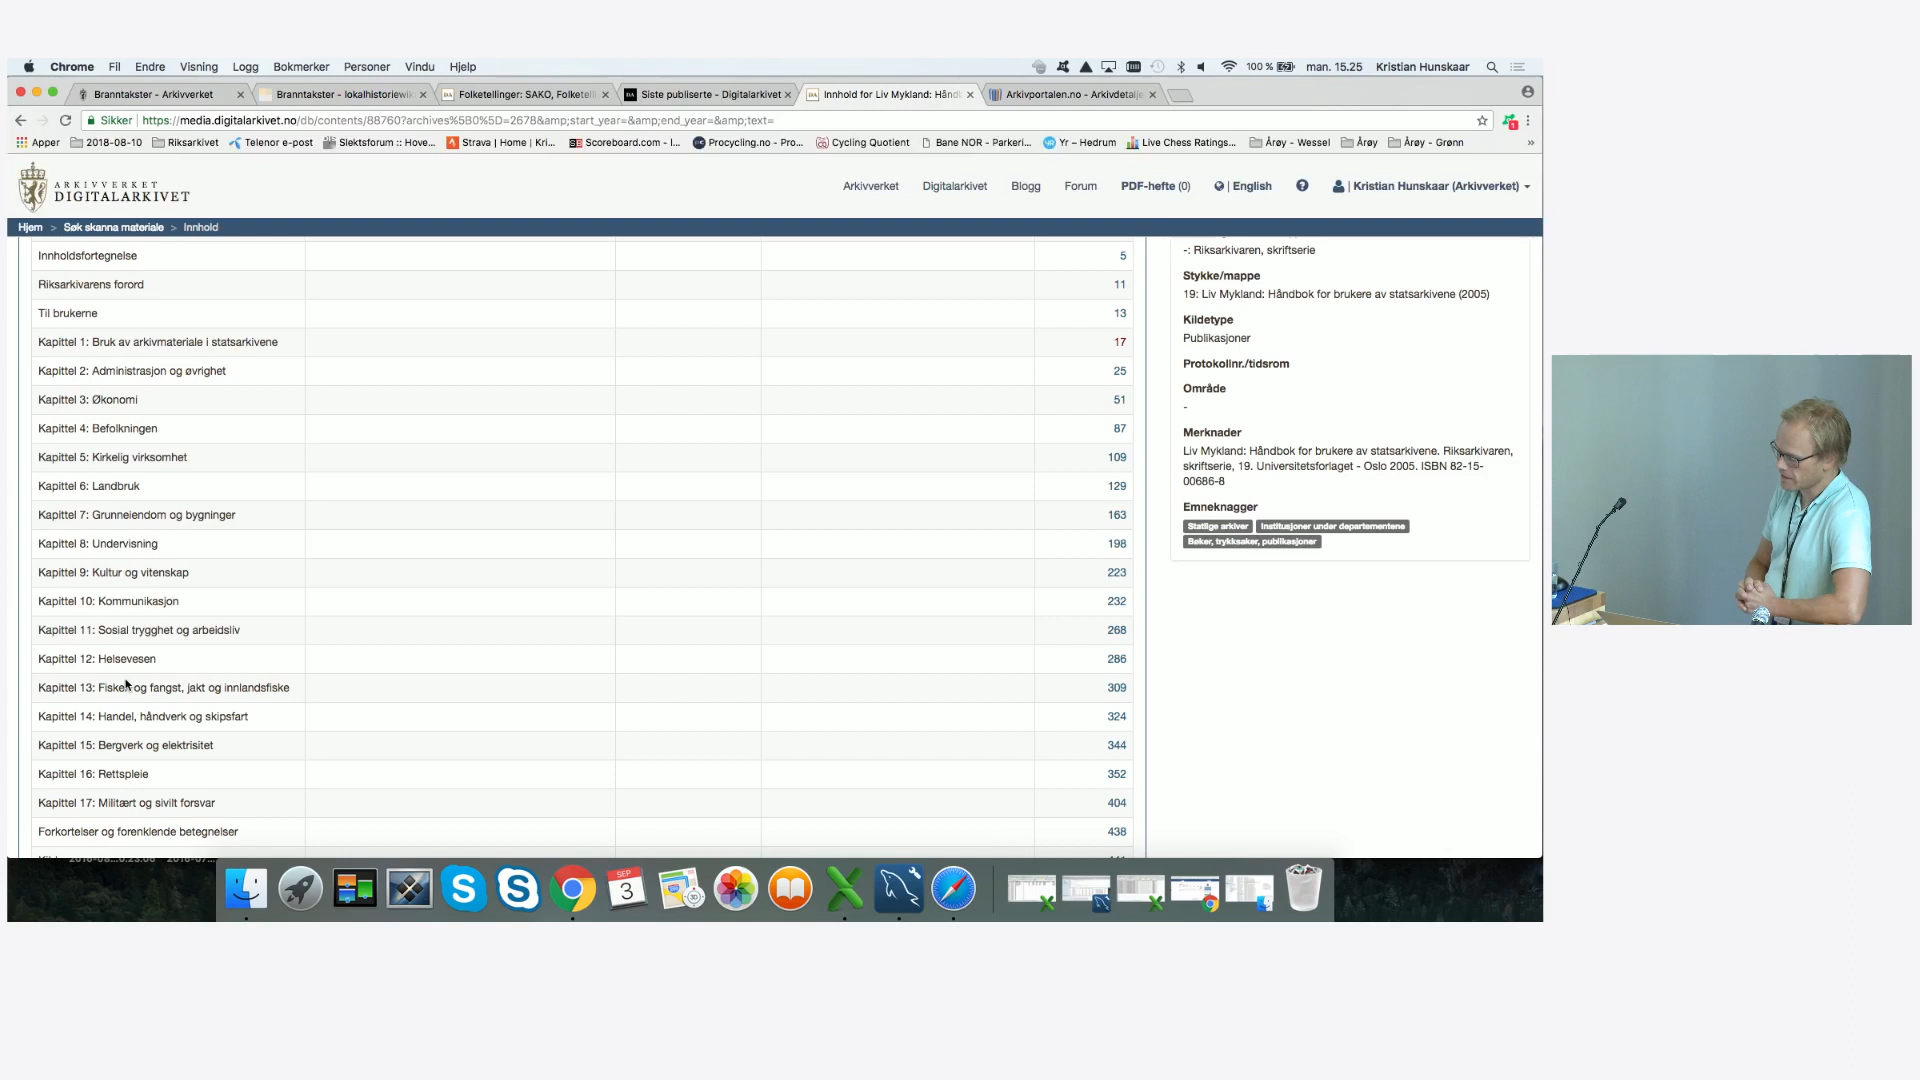 Chrome Fil Endre Visning Logg Bokmerker Personer Vindu Hjelp 100 % man. 15.25 Kristian Hunskaar
Branntakster - Arkivverket Branntakster - lokalhistoriewi Folketellinger: SAKO, Folketell Siste publiserte - Digitalarkivet Innhold for Liv Mykland: Hånd Arkivportalen.no - Arkivdetalje
Sikker https://media.digitalarkivet.no/db/contents/88760?archives%5B0%5D=2678&amp;start_year=&amp;end_year=&amp;text=
Apper 2018-08-10 Riksarkivet Telenor e-post Slektsforum :: Hove... Strava | Home | Kri... Scoreboard.com - l... Procycling.no - Pro... Cycling Quotient Bane NOR - Parkeri... Yr – Hedrum Live Chess Ratings... Årøy - Wessel Årøy Årøy - Grønn »
ARKIVVERKET
DIGITALARKIVET
Arkivverket Digitalarkivet Blogg Forum PDF-hefte (0) | English | Kristian Hunskaar (Arkivverket)
Hjem > Søk skanna materiale > Innhold
Innholdsfortegnelse 5
Riksarkivarens forord 11
Til brukerne 13
Kapittel 1: Bruk av arkivmateriale i statsarkivene 17
Kapittel 2: Administrasjon og øvrighet 25
Kapittel 3: Økonomi 51
Kapittel 4: Befolkningen 87
Kapittel 5: Kirkelig virksomhet 109
Kapittel 6: Landbruk 129
Kapittel 7: Grunneiendom og bygninger 163
Kapittel 8: Undervisning 198
Kapittel 9: Kultur og vitenskap 223
Kapittel 10: Kommunikasjon 232
Kapittel 11: Sosial trygghet og arbeidsliv 268
Kapittel 12: Helsevesen 286
Kapittel 13: Fiske og fangst, jakt og innlandsfiske 309
Kapittel 14: Handel, håndverk og skipsfart 324
Kapittel 15: Bergverk og elektrisitet 344
Kapittel 16: Rettspleie 352
Kapittel 17: Militært og sivilt forsvar 404
Forkortelser og forenklende betegnelser 438
-: Riksarkivaren, skriftserie
Stykke/mappe
19: Liv Mykland: Håndbok for brukere av statsarkivene (2005)
Kildetype
Publikasjoner
Protokollnr./tidsrom
Område
-
Merknader
Liv Mykland: Håndbok for brukere av statsarkivene. Riksarkivaren,
skriftserie, 19. Universitetsforlaget - Oslo 2005. ISBN 82-15-
00686-8
Emneknagger
Statlige arkiver Institusjoner under departementene
Bøker, trykksaker, publikasjoner
SEP
3
3D